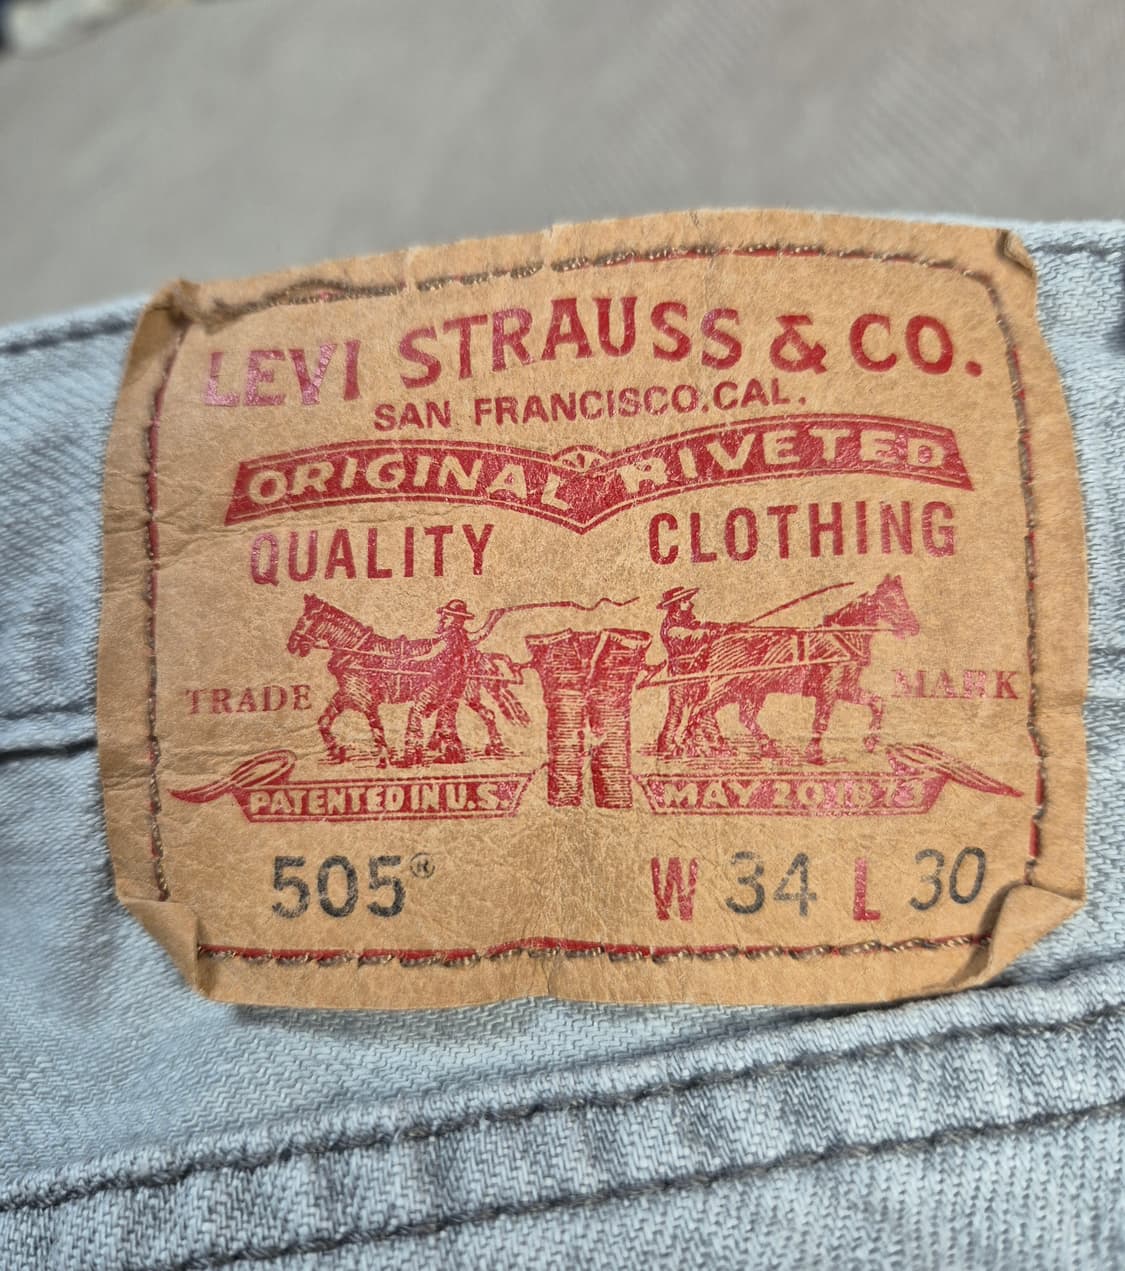 LEVI STRAUSS & CO.
SAN FRANCISCO, CAL.
ORIGINAL RIVETED
QUALITY CLOTHING
TRADE MARK
PATENTED IN U.S. MAY 20 1873
505® W 34 L 30